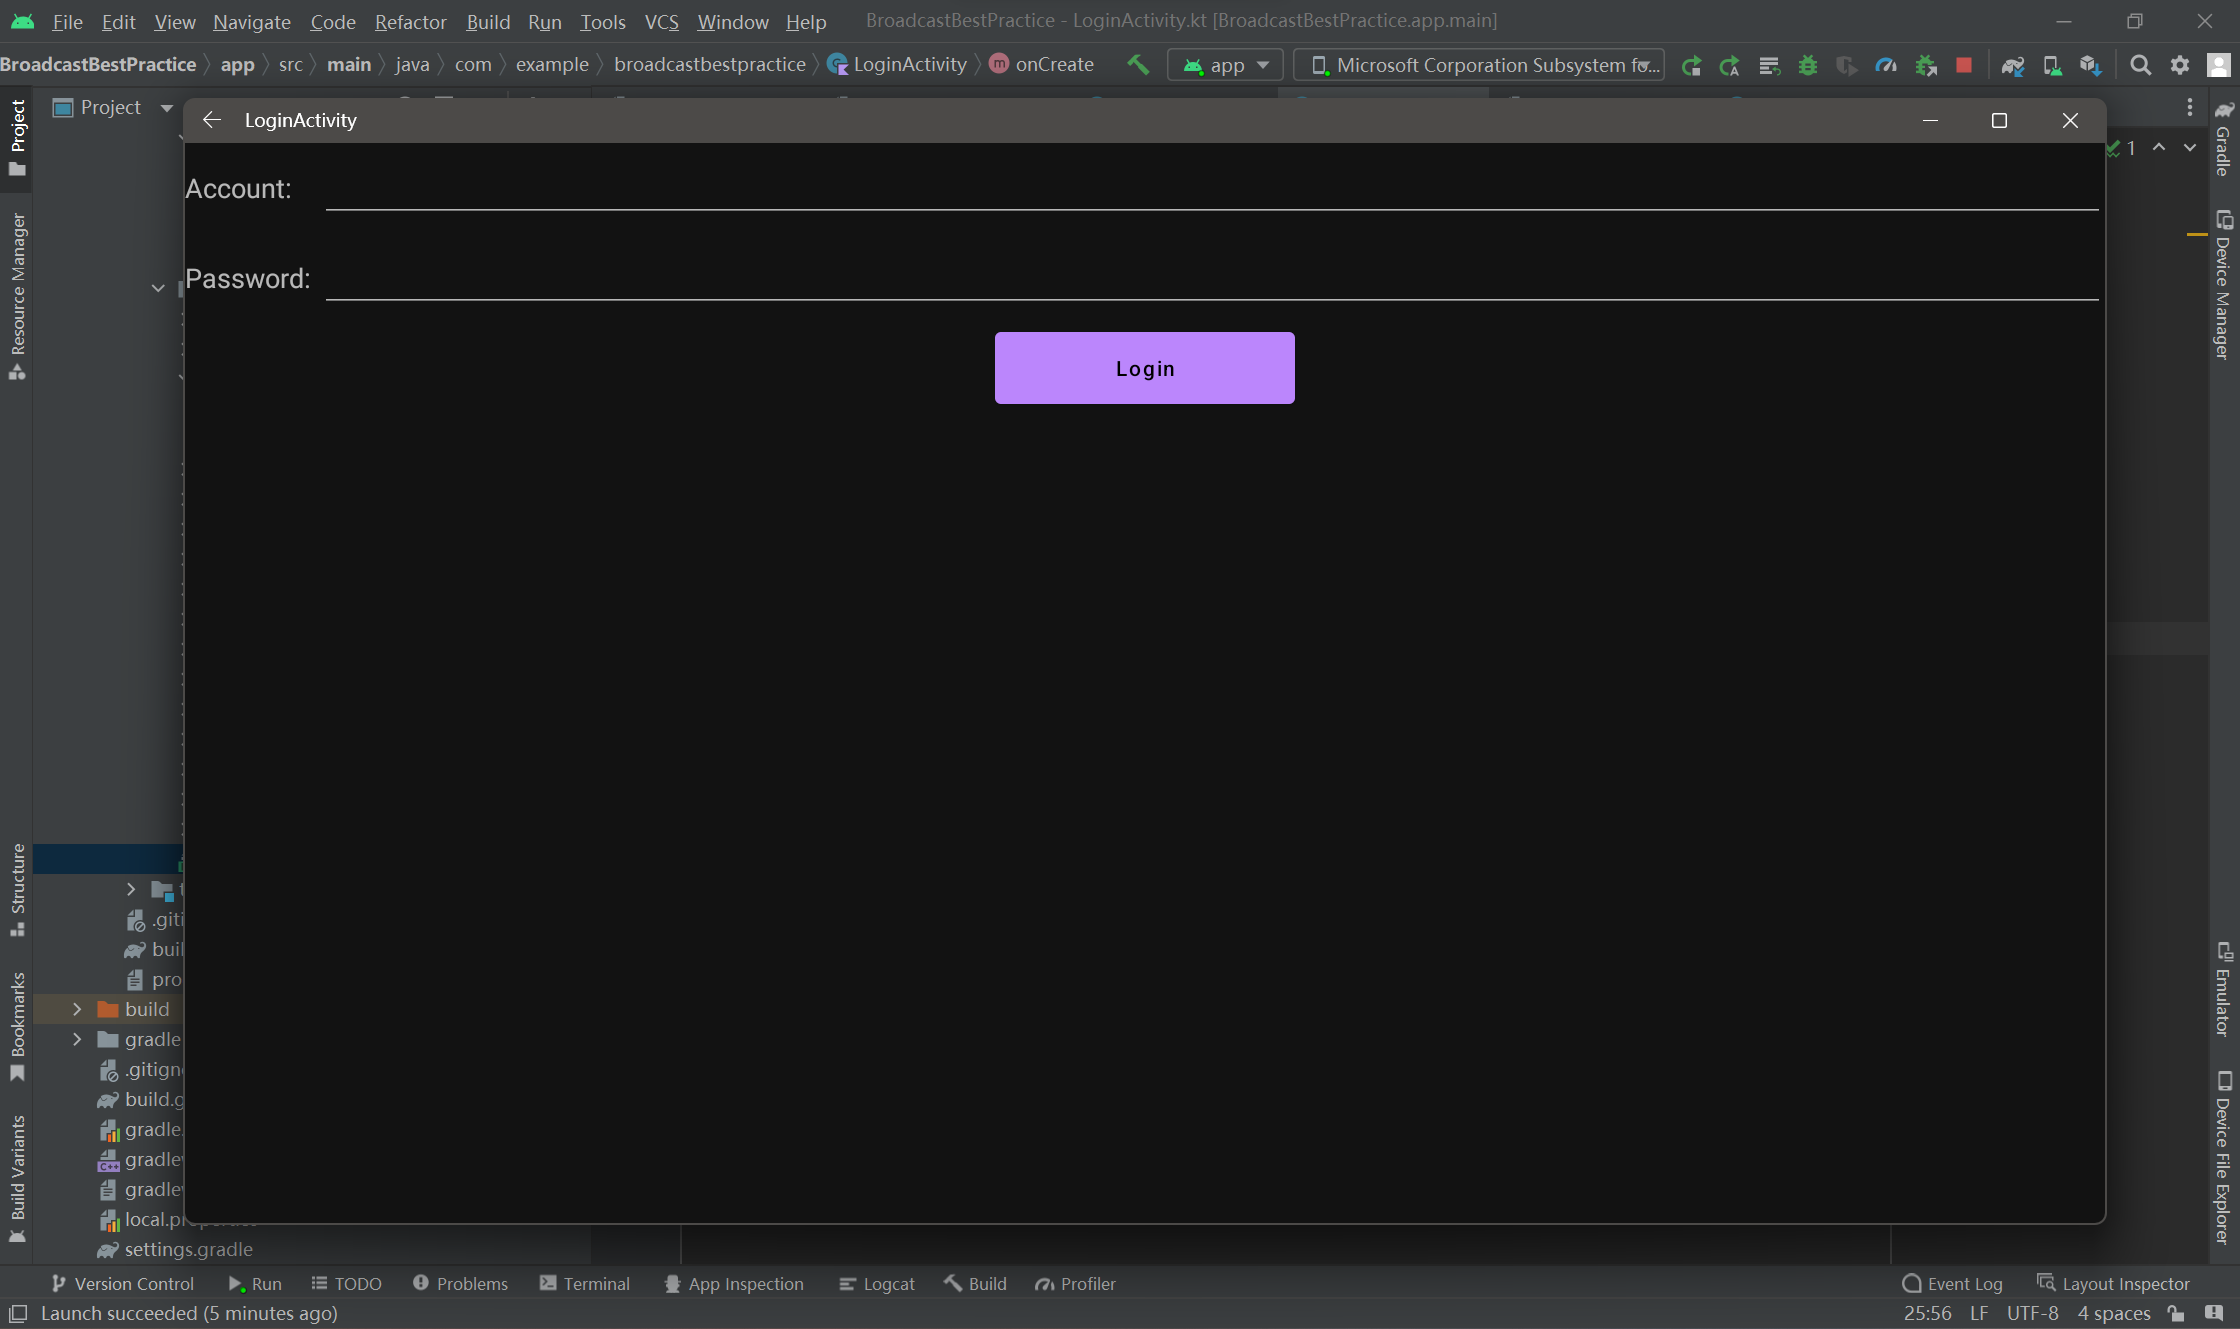 File Edit View Navigate Code Refactor Build Run Tools VCS Window Help BroadcastBestPractice - LoginActivity.kt [BroadcastBestPractice.app.main]
BroadcastBestPractice app src main java com example broadcastbestpractice LoginActivity m onCreate app Microsoft Corporation Subsystem fo...
Project
Project
Resource Manager
Structure
Bookmarks
Build Variants
LoginActivity
Account:
Password:
Login
1
.giti
buil
pro
build
gradle
.gitign
build.g
gradle.
gradle
gradle
local.pr
settings.gradle
Gradle
Device Manager
Emulator
Device File Explorer
Version Control Run TODO Problems Terminal App Inspection Logcat Build Profiler Event Log Layout Inspector
Launch succeeded (5 minutes ago) 25:56 LF UTF-8 4 spaces